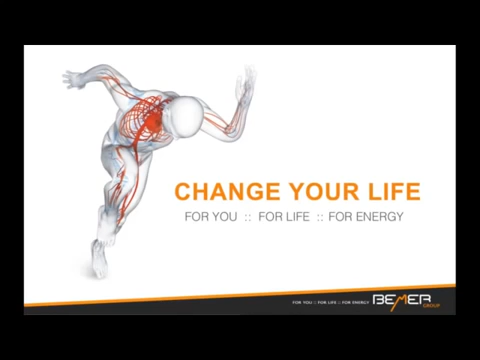 CHANGE YOUR LIFE
FOR YOU :: FOR LIFE :: FOR ENERGY
FOR YOU :: FOR LIFE :: FOR ENERGY
BEMER
GROUP